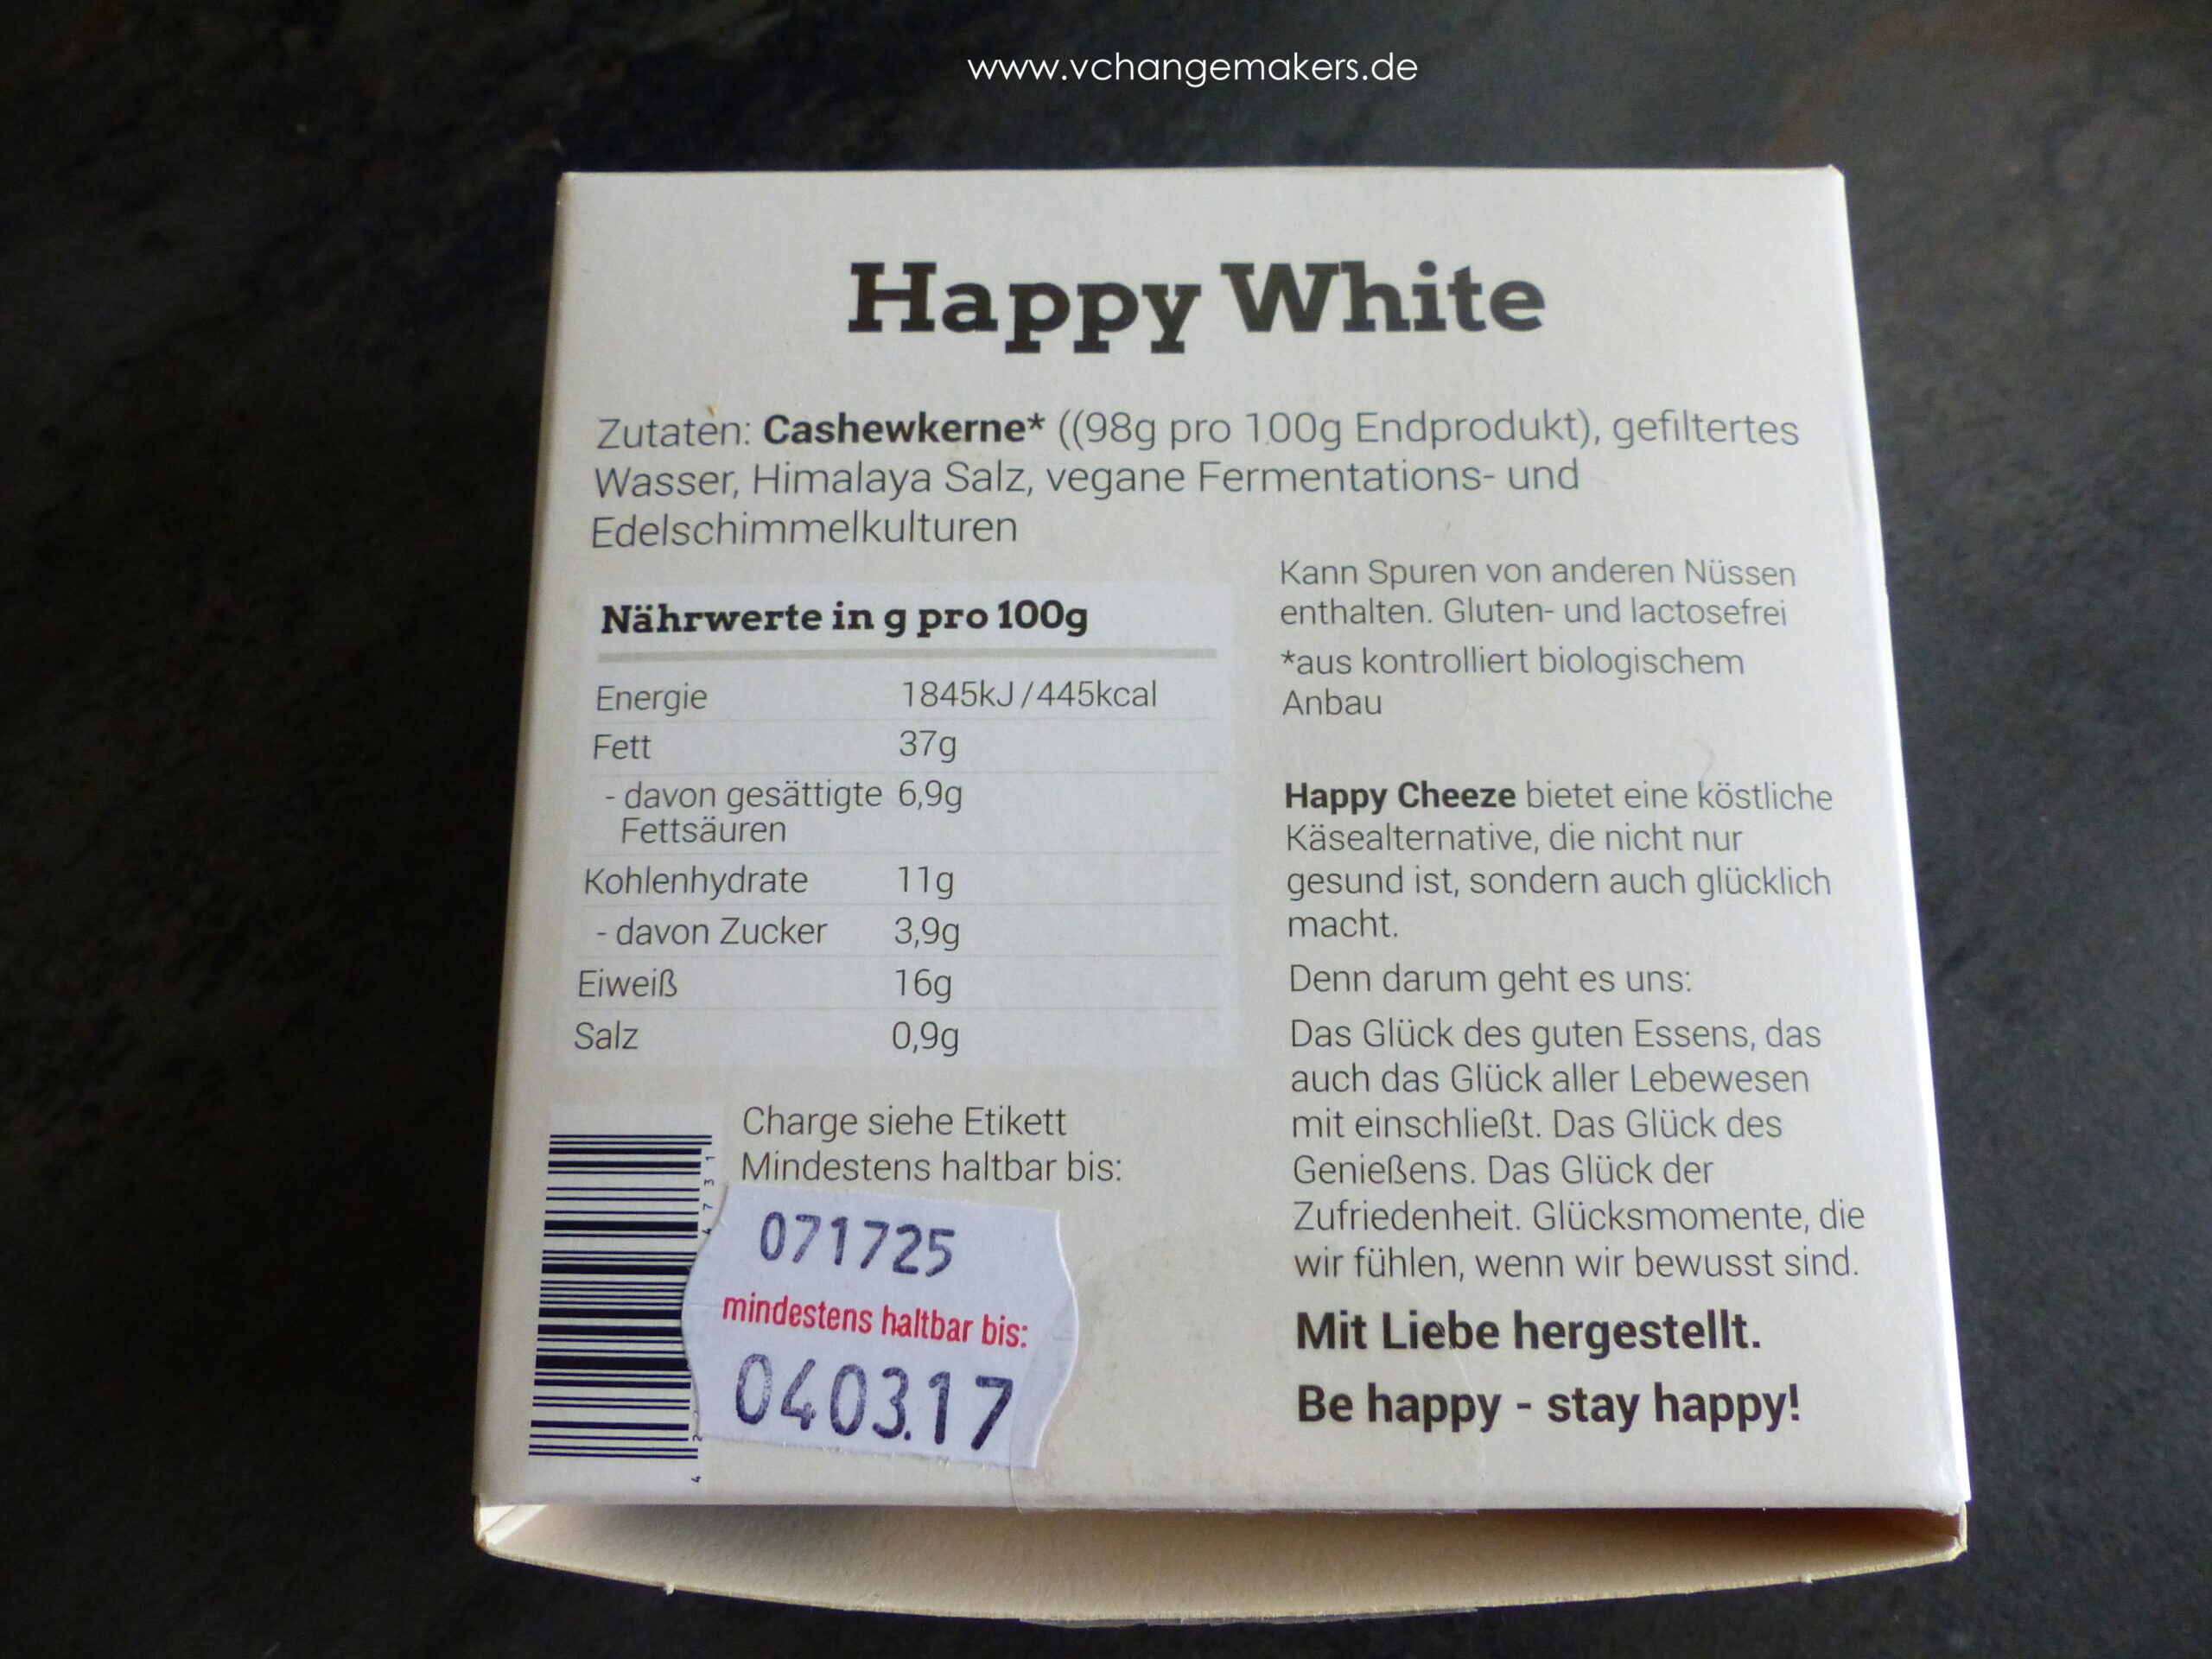 www.vchangemakers.de
Happy White
Zutaten: Cashewkerne* ((98g pro 100g Endprodukt), gefiltertes
Wasser, Himalaya Salz, vegane Fermentations- und
Edelschimmelkulturen
Nährwerte in g pro 100g
Energie 1845kJ/445kcal
Fett 37g
- davon gesättigte 6,9g
Fettsäuren
Kohlenhydrate 11g
- davon Zucker 3,9g
Eiweiß 16g
Salz 0,9g
Charge siehe Etikett
Mindestens haltbar bis:
071725
mindestens haltbar bis:
0403.17
Kann Spuren von anderen Nüssen
enthalten. Gluten- und lactosefrei
*aus kontrolliert biologischem
Anbau
Happy Cheeze bietet eine köstliche
Käsealternative, die nicht nur
gesund ist, sondern auch glücklich
macht.
Denn darum geht es uns:
Das Glück des guten Essens, das
auch das Glück aller Lebewesen
mit einschließt. Das Glück des
Genießens. Das Glück der
Zufriedenheit. Glücksmomente, die
wir fühlen, wenn wir bewusst sind.
Mit Liebe hergestellt.
Be happy - stay happy!